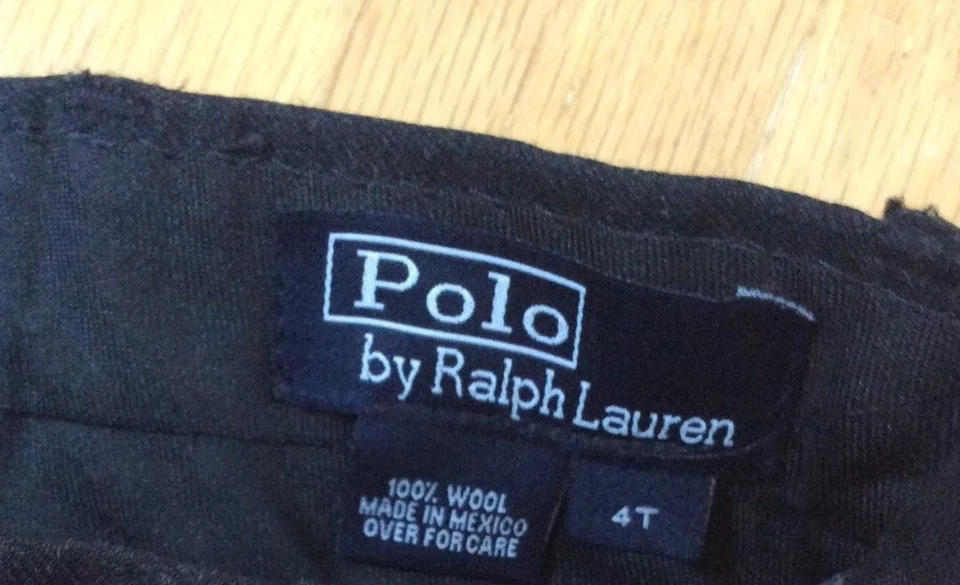 Polo
by Ralph Lauren
100% WOOL
MADE IN MEXICO
OVER FOR CARE
4T